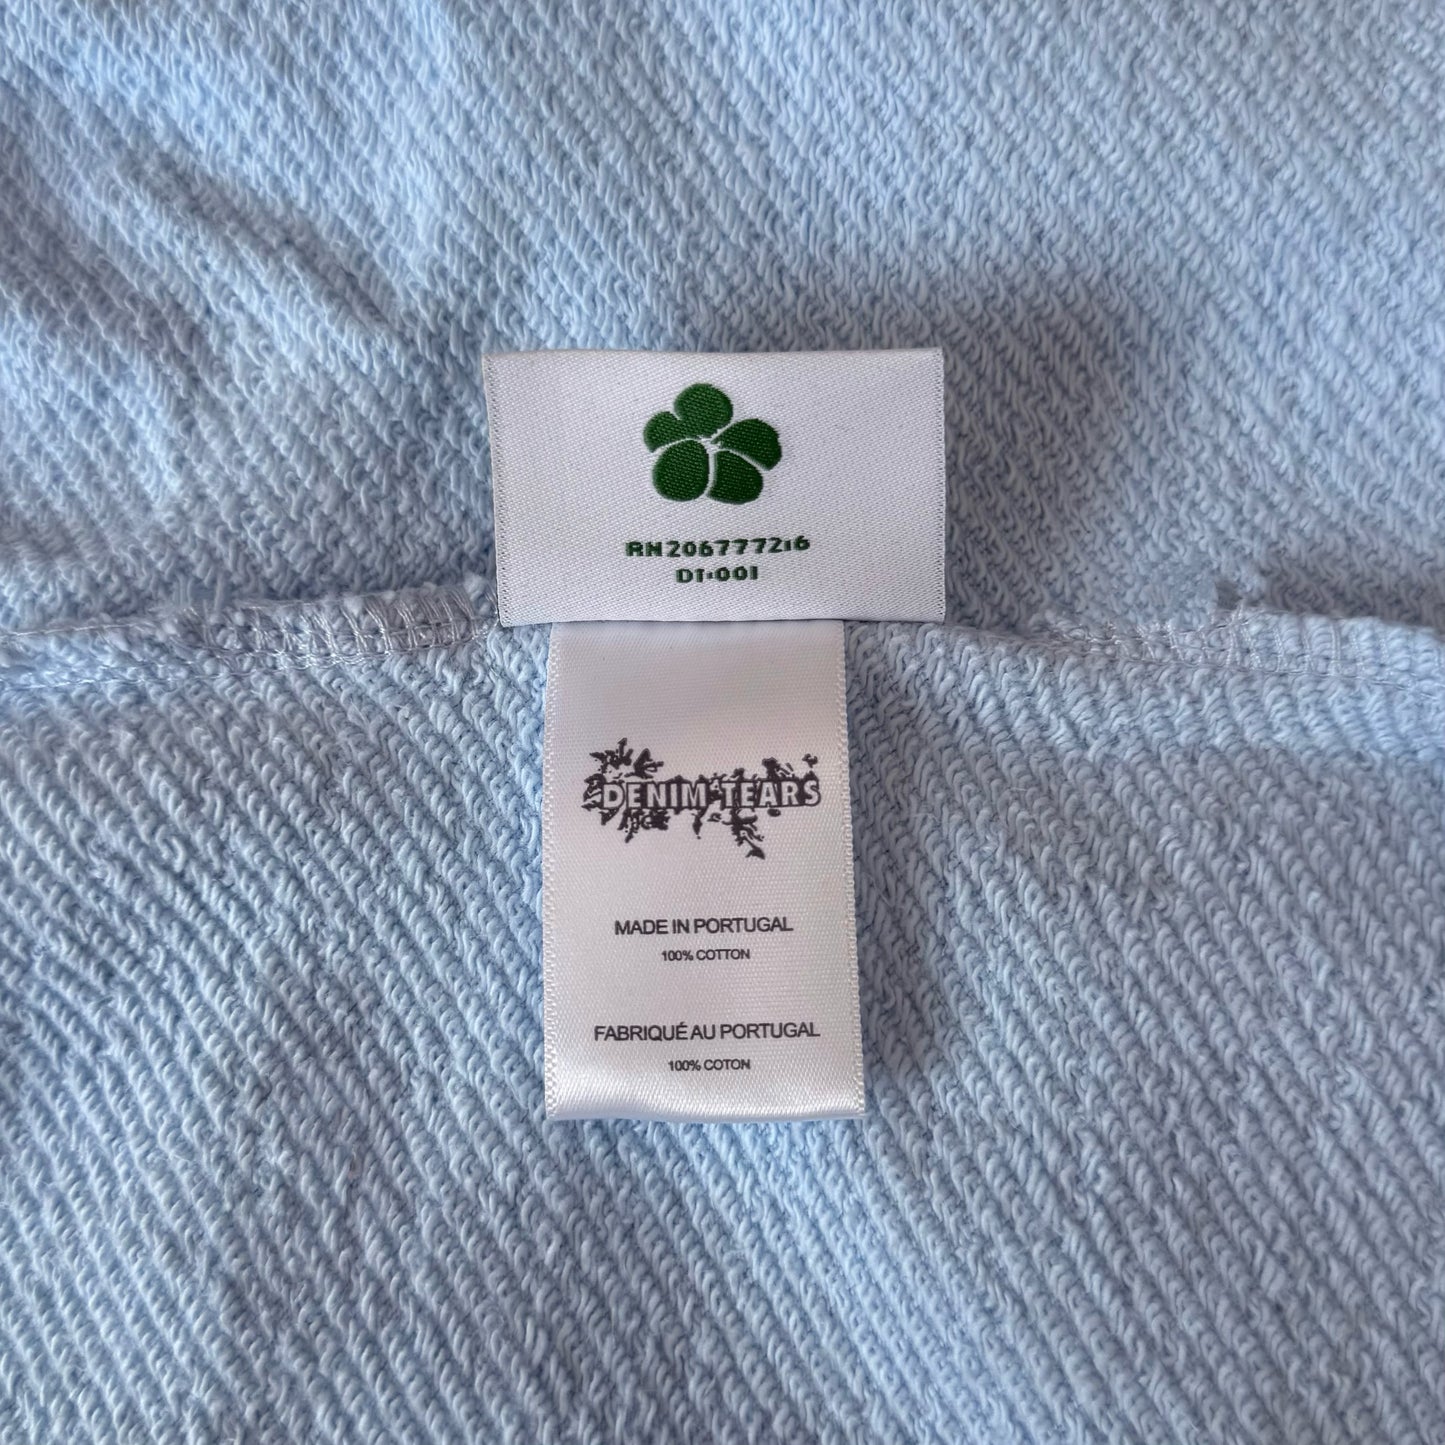 RN206777216
DT-001
DENIM TEARS
MADE IN PORTUGAL
100% COTTON
FABRIQUÉ AU PORTUGAL
100% COTON